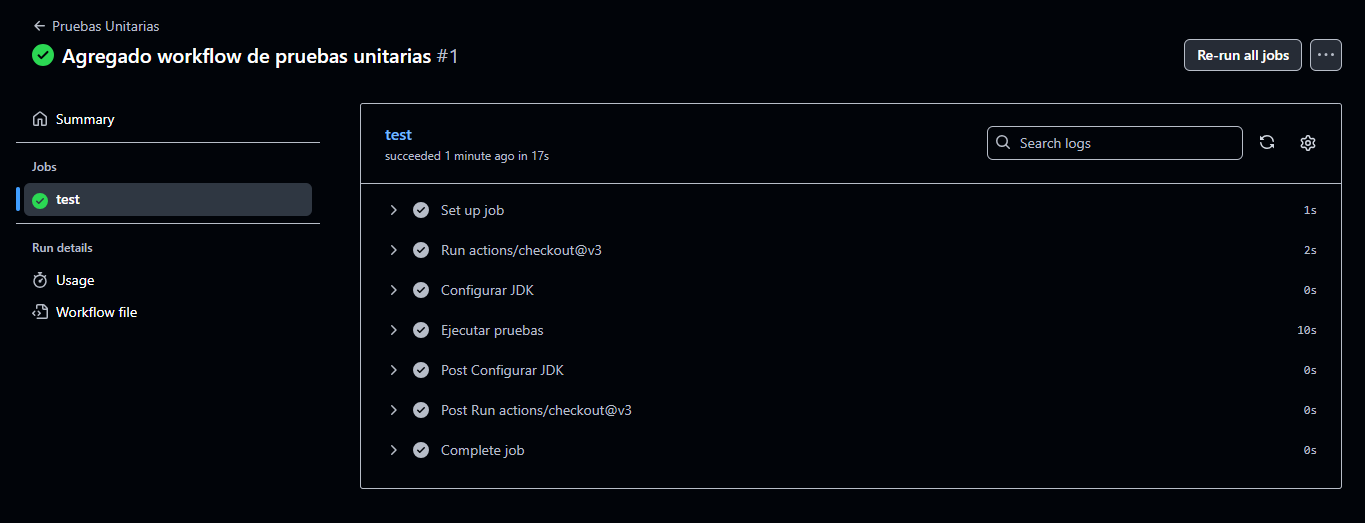 Pruebas Unitarias
Agregado workflow de pruebas unitarias #1
Re-run all jobs
Summary
Jobs
test
Run details
Usage
Workflow file
test
succeeded 1 minute ago in 17s
Search logs
Set up job 1s
Run actions/checkout@v3 2s
Configurar JDK 0s
Ejecutar pruebas 10s
Post Configurar JDK 0s
Post Run actions/checkout@v3 0s
Complete job 0s